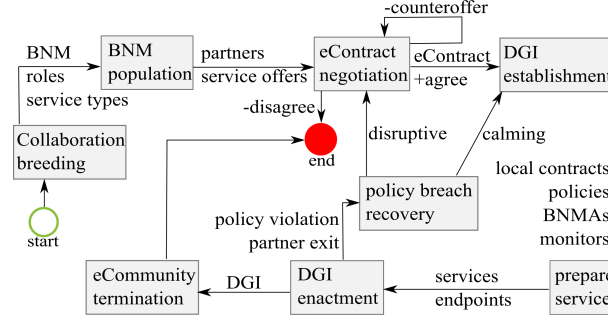 -counteroffer
BNM
roles
service types
BNM
population
partners
service offers
eContract
negotiation
eContract
+agree
DGI
establishment
-disagree
end
disruptive
calming
Collaboration
breeding
start
policy breach
recovery
local contracts
policies
BNMAs
monitors
policy violation
partner exit
eCommunity
termination
DGI
DGI
enactment
services
endpoints
prepare
service